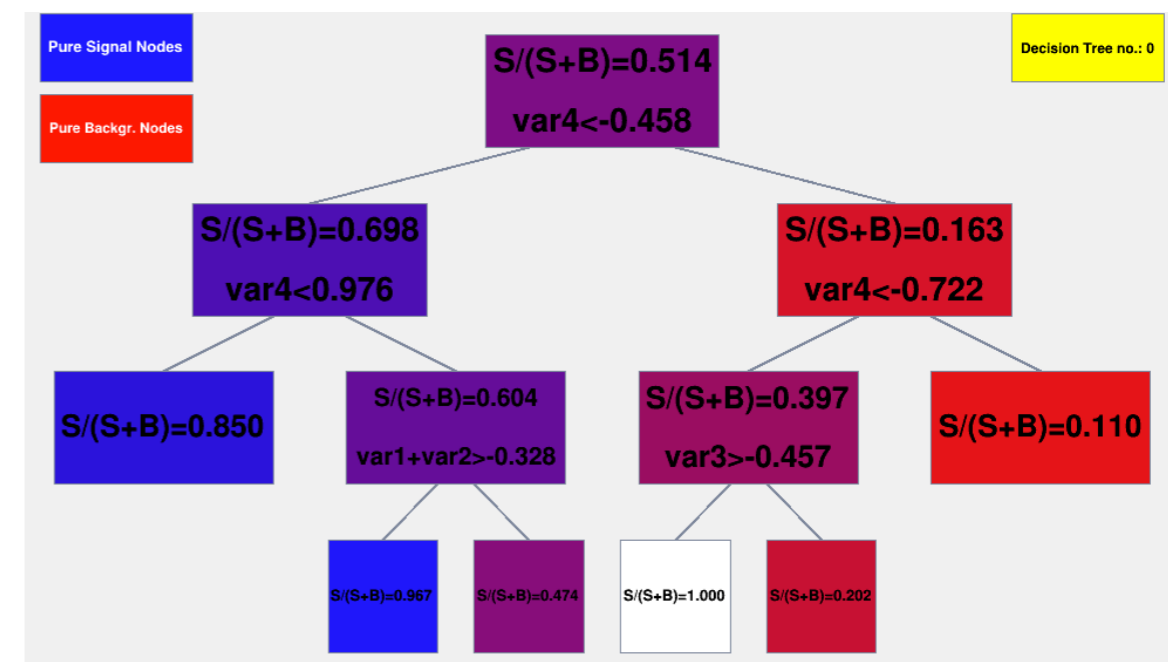 Pure Signal Nodes
Pure Backgr. Nodes
Decision Tree no.: 0
S/(S+B)=0.514
var4<-0.458
S/(S+B)=0.698
var4<0.976
S/(S+B)=0.163
var4<-0.722
S/(S+B)=0.850
S/(S+B)=0.604
var1+var2>-0.328
S/(S+B)=0.397
var3>-0.457
S/(S+B)=0.110
S/(S+B)=0.967
S/(S+B)=0.474
S/(S+B)=1.000
S/(S+B)=0.202